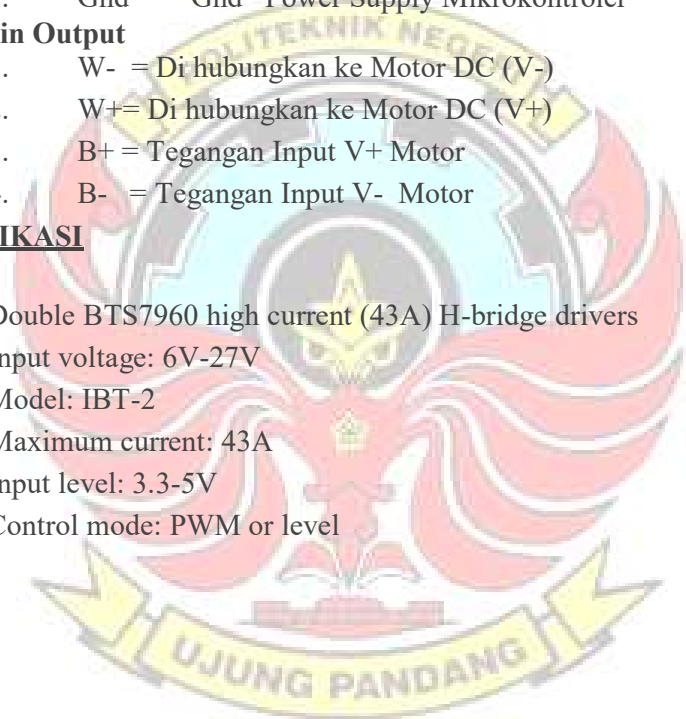 . Gnd Gnd Power Supply Mikrokontroler
in Output
. W- = Di hubungkan ke Motor DC (V-)
. W+= Di hubungkan ke Motor DC (V+)
. B+ = Tegangan Input V+ Motor
. B- = Tegangan Input V- Motor
IKASI
Double BTS7960 high current (43A) H-bridge drivers
nput voltage: 6V-27V
Model: IBT-2
Maximum current: 43A
nput level: 3.3-5V
Control mode: PWM or level
POLITEKNIK NEGERI
UJUNG PANDANG